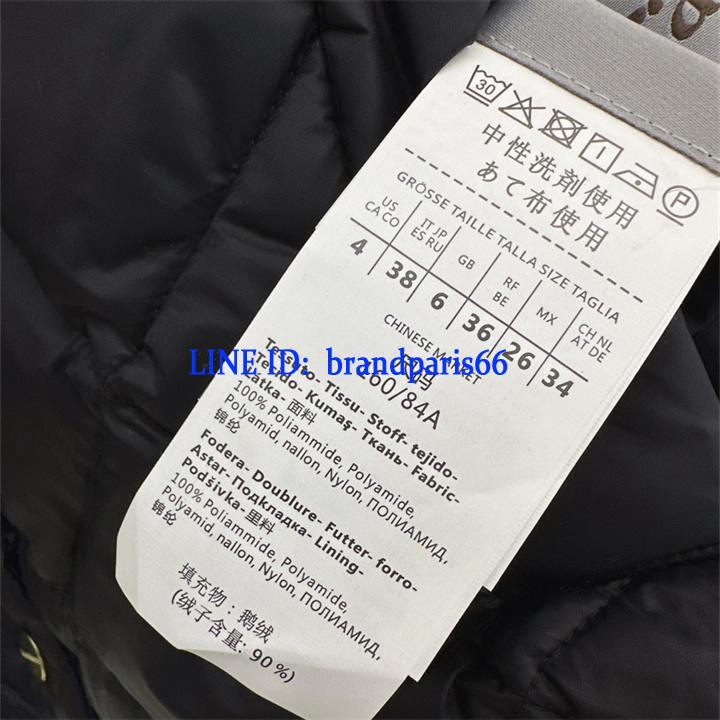 30
P
中性洗剤使用
あて布使用
GRÖSSE TAILLE TALLA SIZE TAGLIA
US
CA CO
IT JP
ES RU
GB
RF
BE
MX
CH NL
AT DE
4 38 6 36 26 34
CHINESE MARKET
LINE ID: brandparis66
60/84A
Tessuto- Tissu- Stoff- tejido-
Tejido- Kumaş- Ткань- Fabric-
Látka- 面料
100% Poliammide, Polyamide,
Polyamid, nallon, Nylon, ПОЛИАМИД,
锦纶
Fodera- Doublure- Futter- forro-
Astar- Подкладка- Lining-
Podšívka- 里料
100% Poliammide, Polyamide,
Polyamid, nallon, Nylon, ПОЛИАМИД,
锦纶
填充物：鹅绒
(绒子含量: 90%)